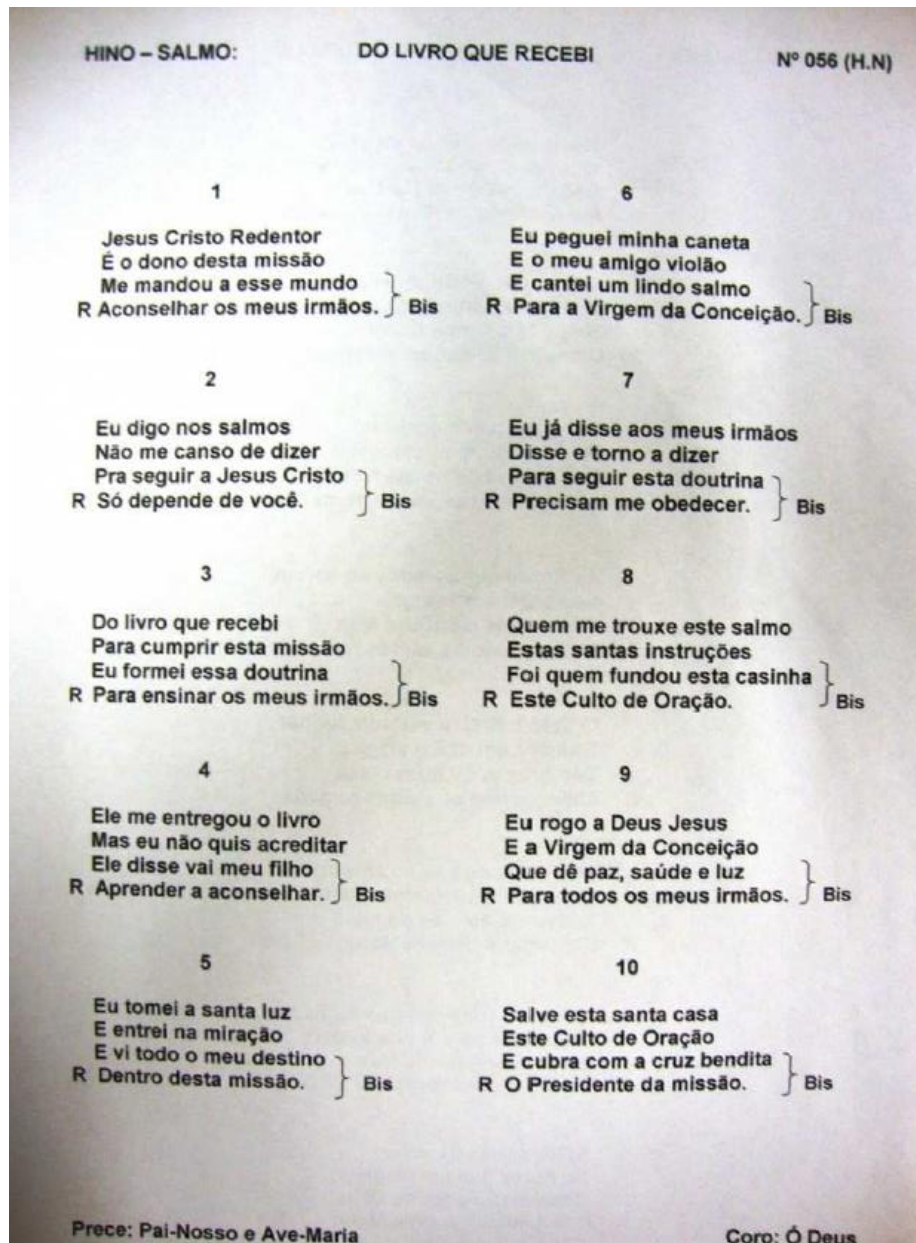 HINO – SALMO: DO LIVRO QUE RECEBI Nº 056 (H.N)
1
Jesus Cristo Redentor
É o dono desta missão
Me mandou a esse mundo
R Aconselhar os meus irmãos. Bis
2
Eu digo nos salmos
Não me canso de dizer
Pra seguir a Jesus Cristo
R Só depende de você. Bis
3
Do livro que recebi
Para cumprir esta missão
Eu formei essa doutrina
R Para ensinar os meus irmãos. Bis
4
Ele me entregou o livro
Mas eu não quis acreditar
Ele disse vai meu filho
R Aprender a aconselhar. Bis
5
Eu tomei a santa luz
E entrei na miração
E vi todo o meu destino
R Dentro desta missão. Bis
6
Eu peguei minha caneta
E o meu amigo violão
E cantei um lindo salmo
R Para a Virgem da Conceição. Bis
7
Eu já disse aos meus irmãos
Disse e torno a dizer
Para seguir esta doutrina
R Precisam me obedecer. Bis
8
Quem me trouxe este salmo
Estas santas instruções
Foi quem fundou esta casinha
R Este Culto de Oração. Bis
9
Eu rogo a Deus Jesus
E a Virgem da Conceição
Que dê paz, saúde e luz
R Para todos os meus irmãos. Bis
10
Salve esta santa casa
Este Culto de Oração
E cubra com a cruz bendita
R O Presidente da missão. Bis
Prece: Pai-Nosso e Ave-Maria Coro: Ó Deus